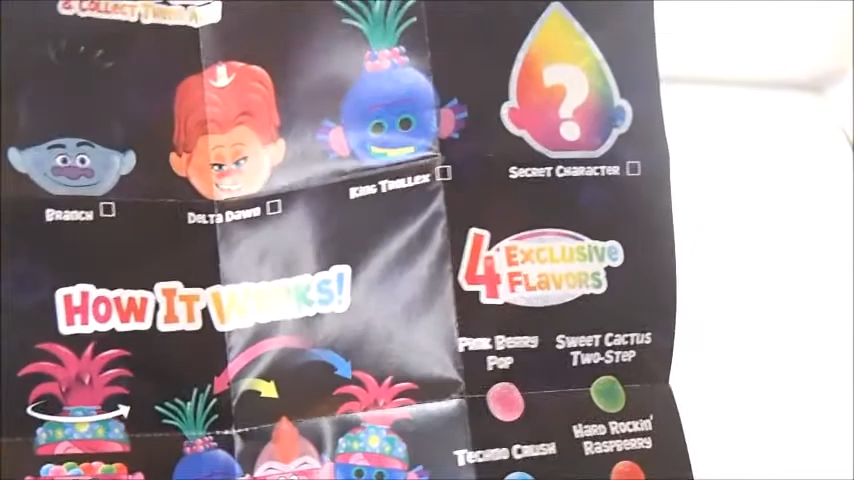 & Collect Them A
Branch
Delta Dawn
King Trollex
?
Secret Character
How It Works!
4 Exclusive
Flavors
Pink Berry
Pop
Sweet Cactus
Two-Step
Techno Crush
Hard Rockin'
Raspberry